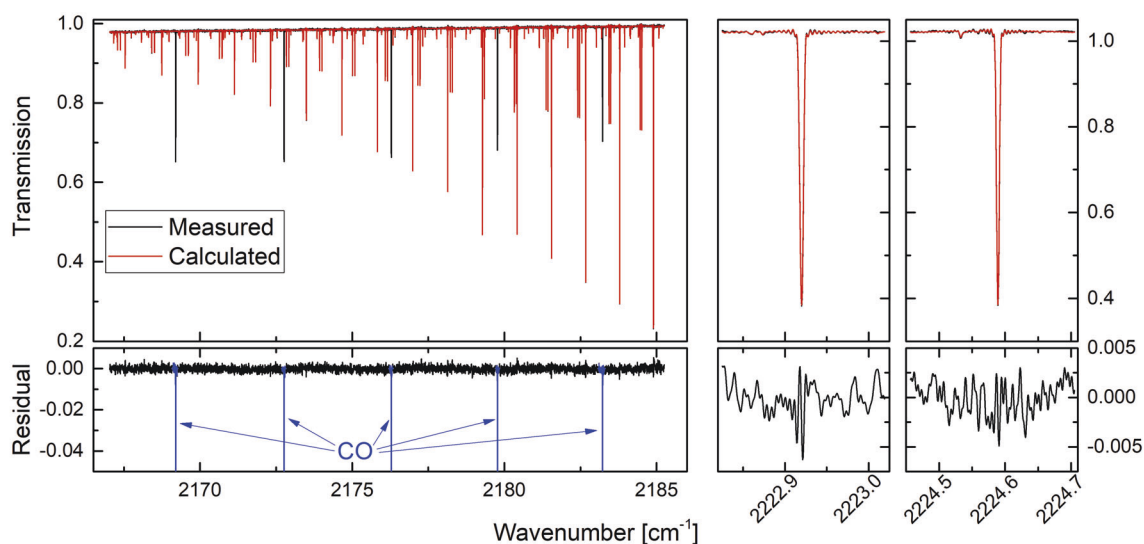 Transmission
1.0
0.8
0.6
0.4
0.2
Measured
Calculated
1.0
0.8
0.6
0.4
Residual
0.00
-0.02
-0.04
CO
0.005
0.000
-0.005
2170 2175 2180 2185
2222.9 2223.0
2224.5 2224.6 2224.7
Wavenumber [cm⁻¹]